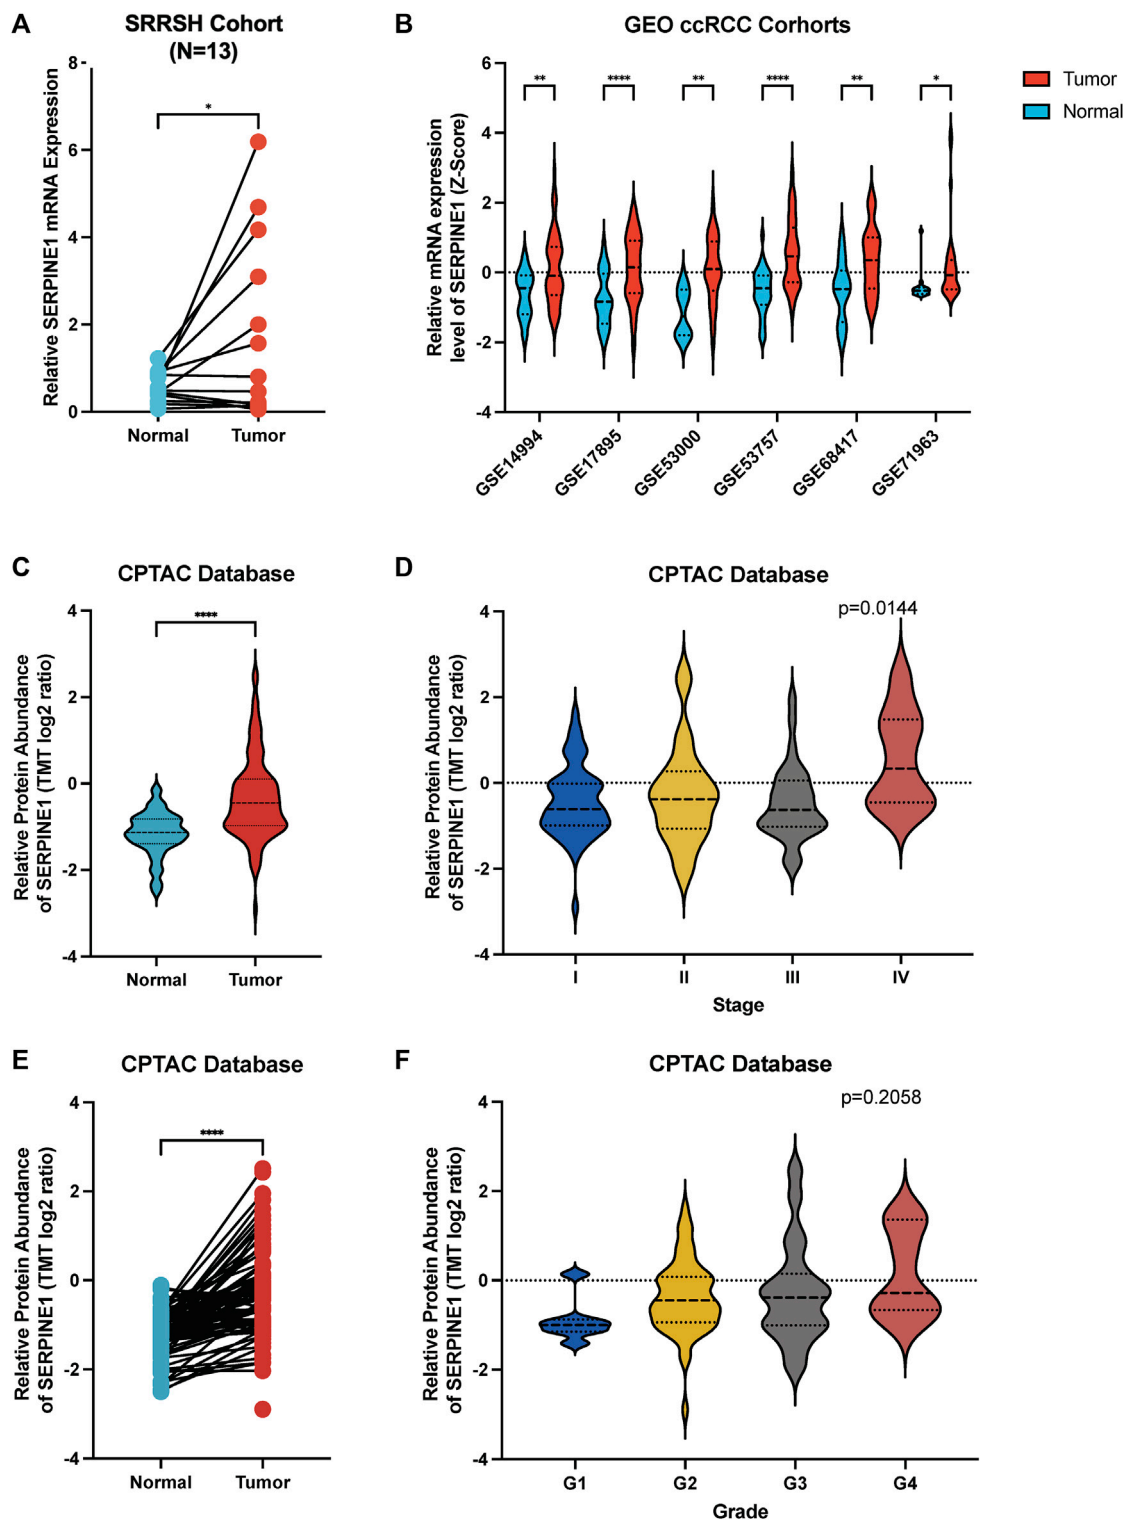 A
SRRSH Cohort
(N=13)
Relative SERPINE1 mRNA Expression
8
6
4
2
0
*
Normal
Tumor
B
GEO ccRCC Corhorts
Relative mRNA expression
level of SERPINE1 (Z-Score)
6
4
2
0
-2
-4
**
****
**
****
**
*
GSE14994
GSE17895
GSE53000
GSE53757
GSE68417
GSE71963
Tumor
Normal
C
CPTAC Database
Relative Protein Abundance
of SERPINE1 (TMT log2 ratio)
4
2
0
-2
-4
****
Normal
Tumor
D
CPTAC Database
p=0.0144
Relative Protein Abundance
of SERPINE1 (TMT log2 ratio)
4
2
0
-2
-4
I
II
III
IV
Stage
E
CPTAC Database
Relative Protein Abundance
of SERPINE1 (TMT log2 ratio)
4
2
0
-2
-4
****
Normal
Tumor
F
CPTAC Database
p=0.2058
Relative Protein Abundance
of SERPINE1 (TMT log2 ratio)
4
2
0
-2
-4
G1
G2
G3
G4
Grade